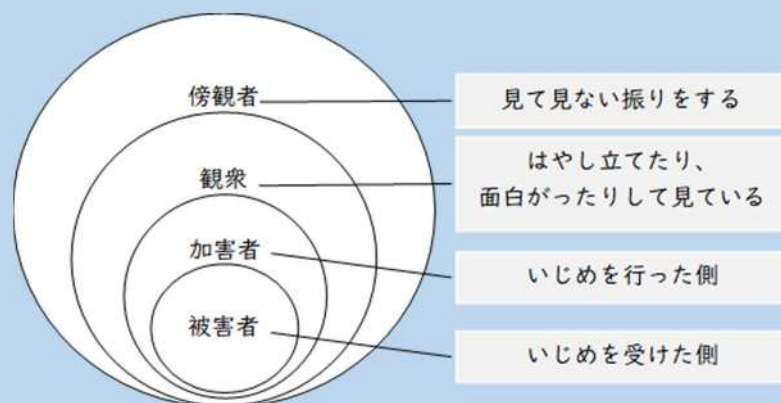 傍観者
見て見ない振りをする
観衆
はやし立てたり、
面白がったりして見ている
加害者
いじめを行った側
被害者
いじめを受けた側